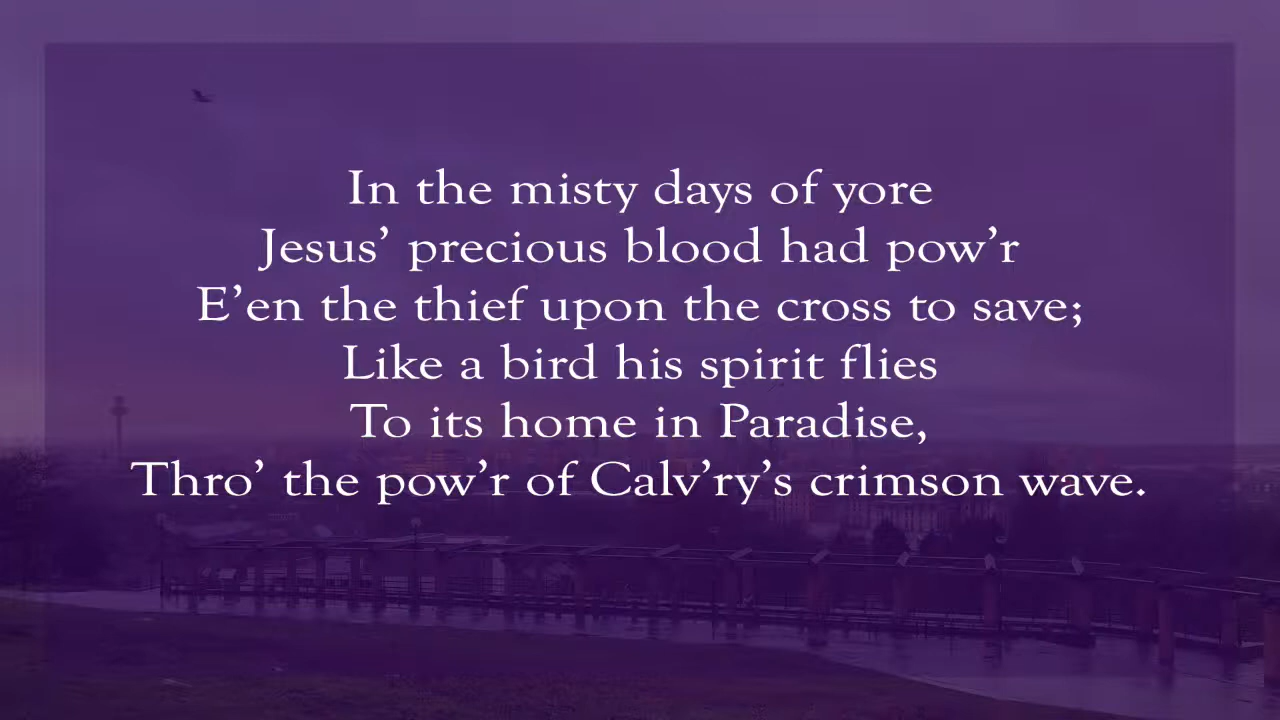 In the misty days of yore
Jesus’ precious blood had pow’r
E’en the thief upon the cross to save;
Like a bird his spirit flies
To its home in Paradise,
Thro’ the pow’r of Calv’ry’s crimson wave.